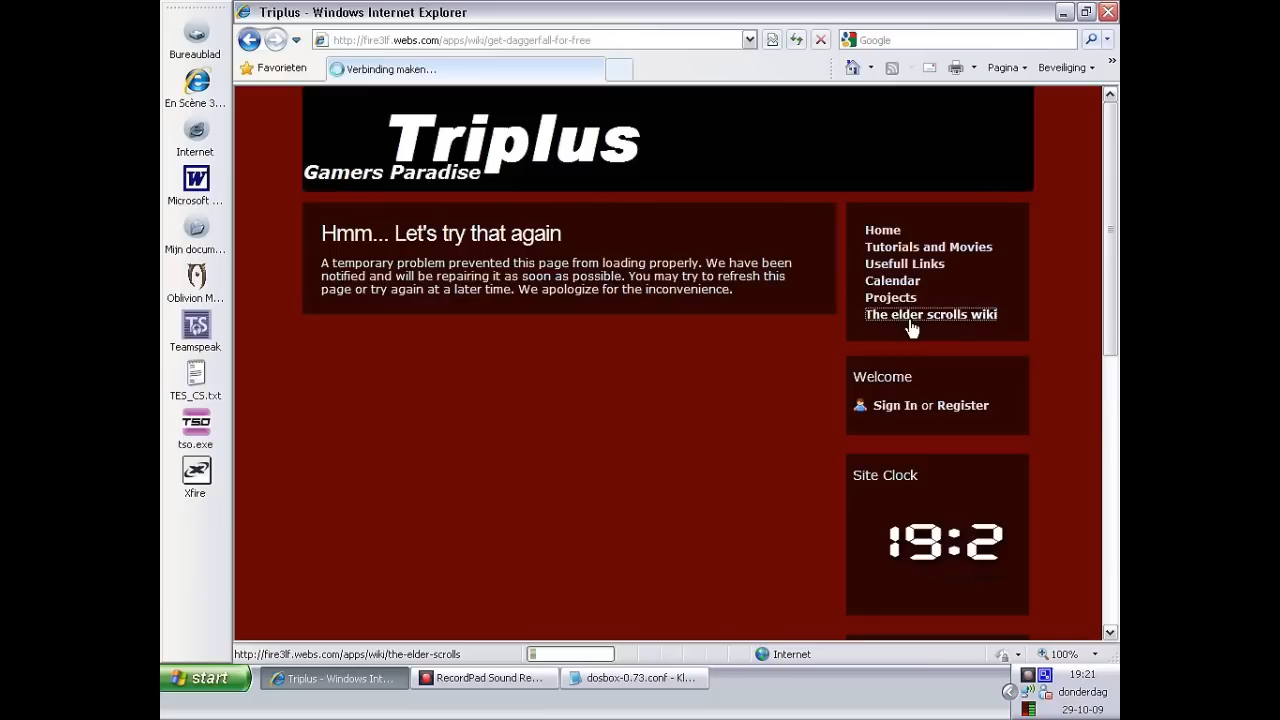 Triplus - Windows Internet Explorer
http://fire3lf.webs.com/apps/wiki/get-daggerfall-for-free
Google
Favorieten
Verbinding maken...
Pagina
Beveiliging
Bureaublad
En Scène 3...
Internet
Microsoft ...
Mijn docum...
Oblivion M...
Teamspeak
TES_CS.txt
TSO
tso.exe
Xfire
Triplus
Gamers Paradise
Hmm... Let's try that again
A temporary problem prevented this page from loading properly. We have been
notified and will be repairing it as soon as possible. You may try to refresh this
page or try again at a later time. We apologize for the inconvenience.
Home
Tutorials and Movies
Usefull Links
Calendar
Projects
The elder scrolls wiki
Welcome
Sign In or Register
Site Clock
19:2
http://fire3lf.webs.com/apps/wiki/the-elder-scrolls
Internet
100%
start
Triplus - Windows Int...
RecordPad Sound Re...
dosbox-0.73.conf - Kl...
19:21
donderdag
29-10-09